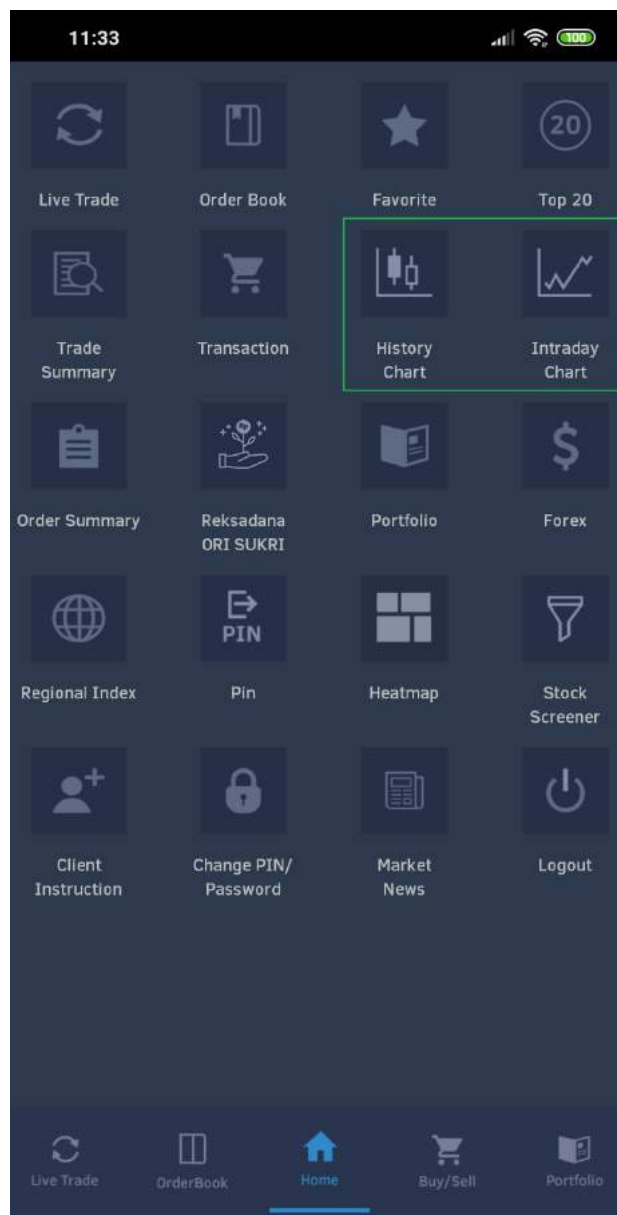 11:33
100
20
Live Trade
Order Book
Favorite
Top 20
Trade
Summary
Transaction
History
Chart
Intraday
Chart
Order Summary
Reksadana
ORI SUKRI
Portfolio
Forex
PIN
Regional Index
Pin
Heatmap
Stock
Screener
Client
Instruction
Change PIN/
Password
Market
News
Logout
Live Trade
OrderBook
Home
Buy/Sell
Portfolio